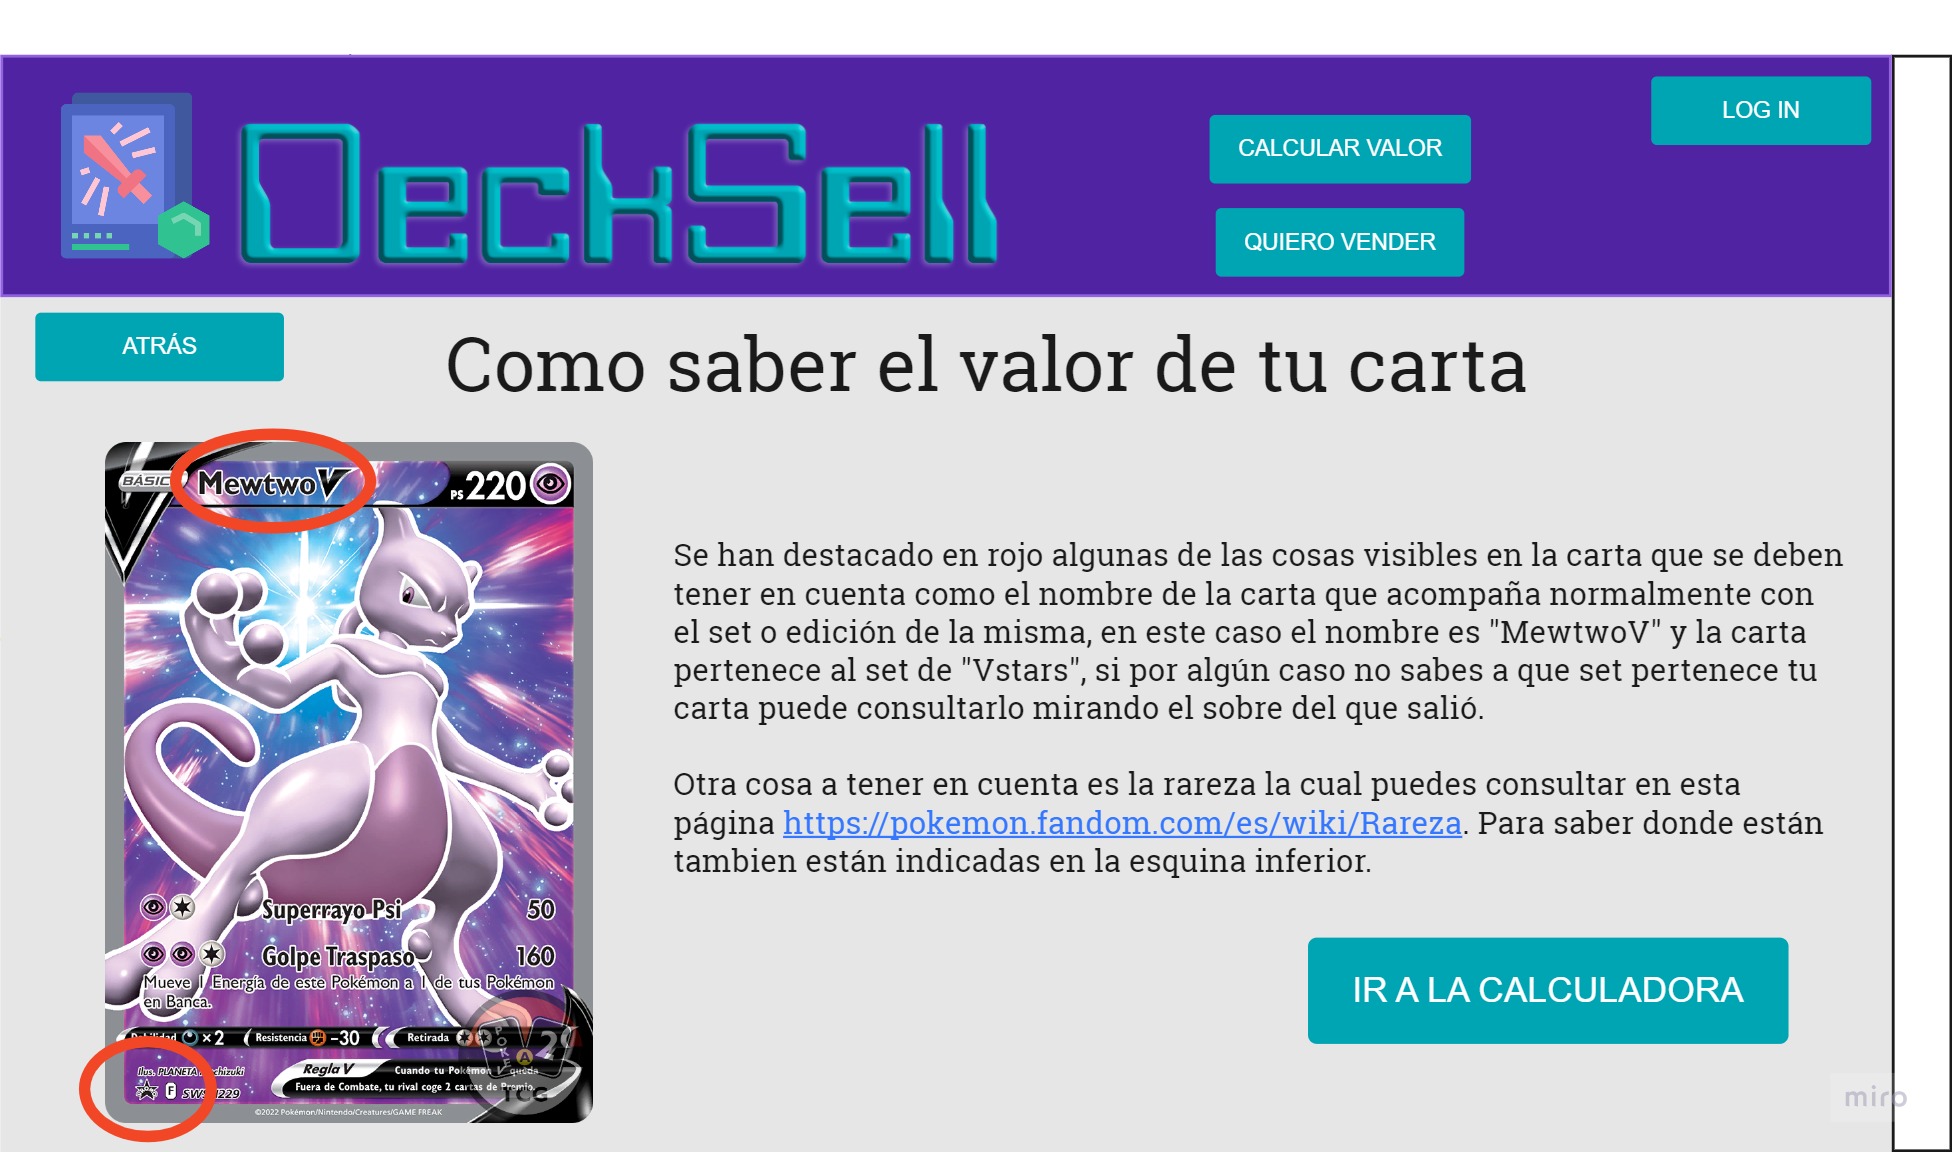 DeckSell
CALCULAR VALOR
QUIERO VENDER
LOG IN
ATRÁS
Como saber el valor de tu carta
BÁSICO MewtwoV PS 220
Superrayo Psi 50
Golpe Traspaso 160
Mueve 1 Energía de este Pokémon a 1 de tus Pokémon
en Banca.
Debilidad ×2 Resistencia -30 Retirada
Ilus. PLANETA
Regla V Cuando tu Pokémon V queda
Fuera de Combate, tu rival coge 2 cartas de Premio.
F
TCG
©2022 Pokémon/Nintendo/Creatures/GAME FREAK
Se han destacado en rojo algunas de las cosas visibles en la carta que se deben
tener en cuenta como el nombre de la carta que acompaña normalmente con
el set o edición de la misma, en este caso el nombre es "MewtwoV" y la carta
pertenece al set de "Vstars", si por algún caso no sabes a que set pertenece tu
carta puede consultarlo mirando el sobre del que salió.
Otra cosa a tener en cuenta es la rareza la cual puedes consultar en esta
página https://pokemon.fandom.com/es/wiki/Rareza. Para saber donde están
tambien están indicadas en la esquina inferior.
IR A LA CALCULADORA
miro